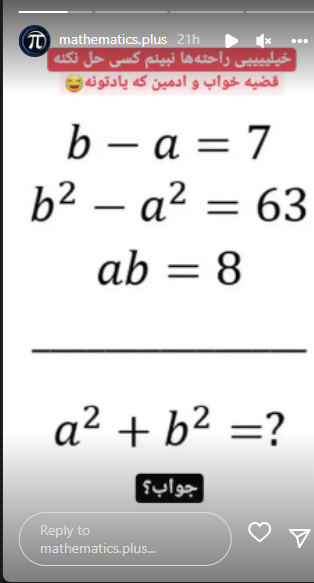 mathematics.plus 21h
خیلییییی راحته‌ها نبینم کسی حل نکنه
قضیه خواب و ادمین که یادتونه😂
b − a = 7
b² − a² = 63
ab = 8
a² + b² =?
جواب؟
Reply to
mathematics.plus...